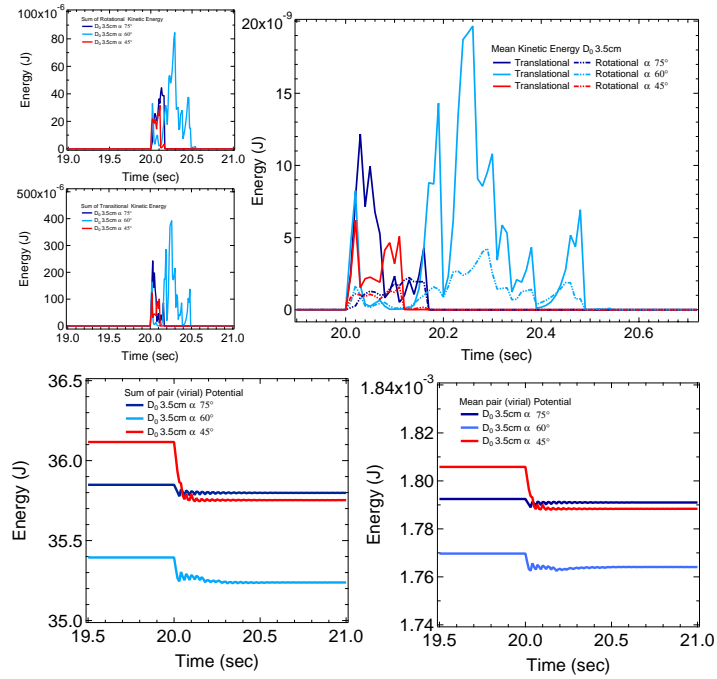 100x10-6
80
60
40
20
0
Energy (J)
Sum of Rotational Kinetic Energy
D0 3.5cm α 75°
D0 3.5cm α 60°
D0 3.5cm α 45°
19.0 19.5 20.0 20.5 21.0
Time (sec)
500x10-6
400
300
200
100
0
Energy (J)
Sum of Transitional Kinetic Energy
D0 3.5cm α 75°
D0 3.5cm α 60°
D0 3.5cm α 45°
19.0 19.5 20.0 20.5 21.0
Time (sec)
20x10-9
15
10
5
0
Energy (J)
Mean Kinetic Energy D0 3.5cm
Translational Rotational α 75°
Translational Rotational α 60°
Translational Rotational α 45°
20.0 20.2 20.4 20.6
Time (sec)
36.5
36.0
35.5
35.0
Energy (J)
Sum of pair (virial) Potential
D0 3.5cm α 75°
D0 3.5cm α 60°
D0 3.5cm α 45°
19.5 20.0 20.5 21.0
Time (sec)
1.84x10-3
1.82
1.80
1.78
1.76
1.74
Energy (J)
Mean pair (virial) Potential
D0 3.5cm α 75°
D0 3.5cm α 60°
D0 3.5cm α 45°
19.5 20.0 20.5 21.0
Time (sec)